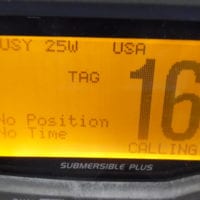 USY 25W USA
TAG 16
No Position
No Time
CALLING
SUBMERSIBLE PLUS